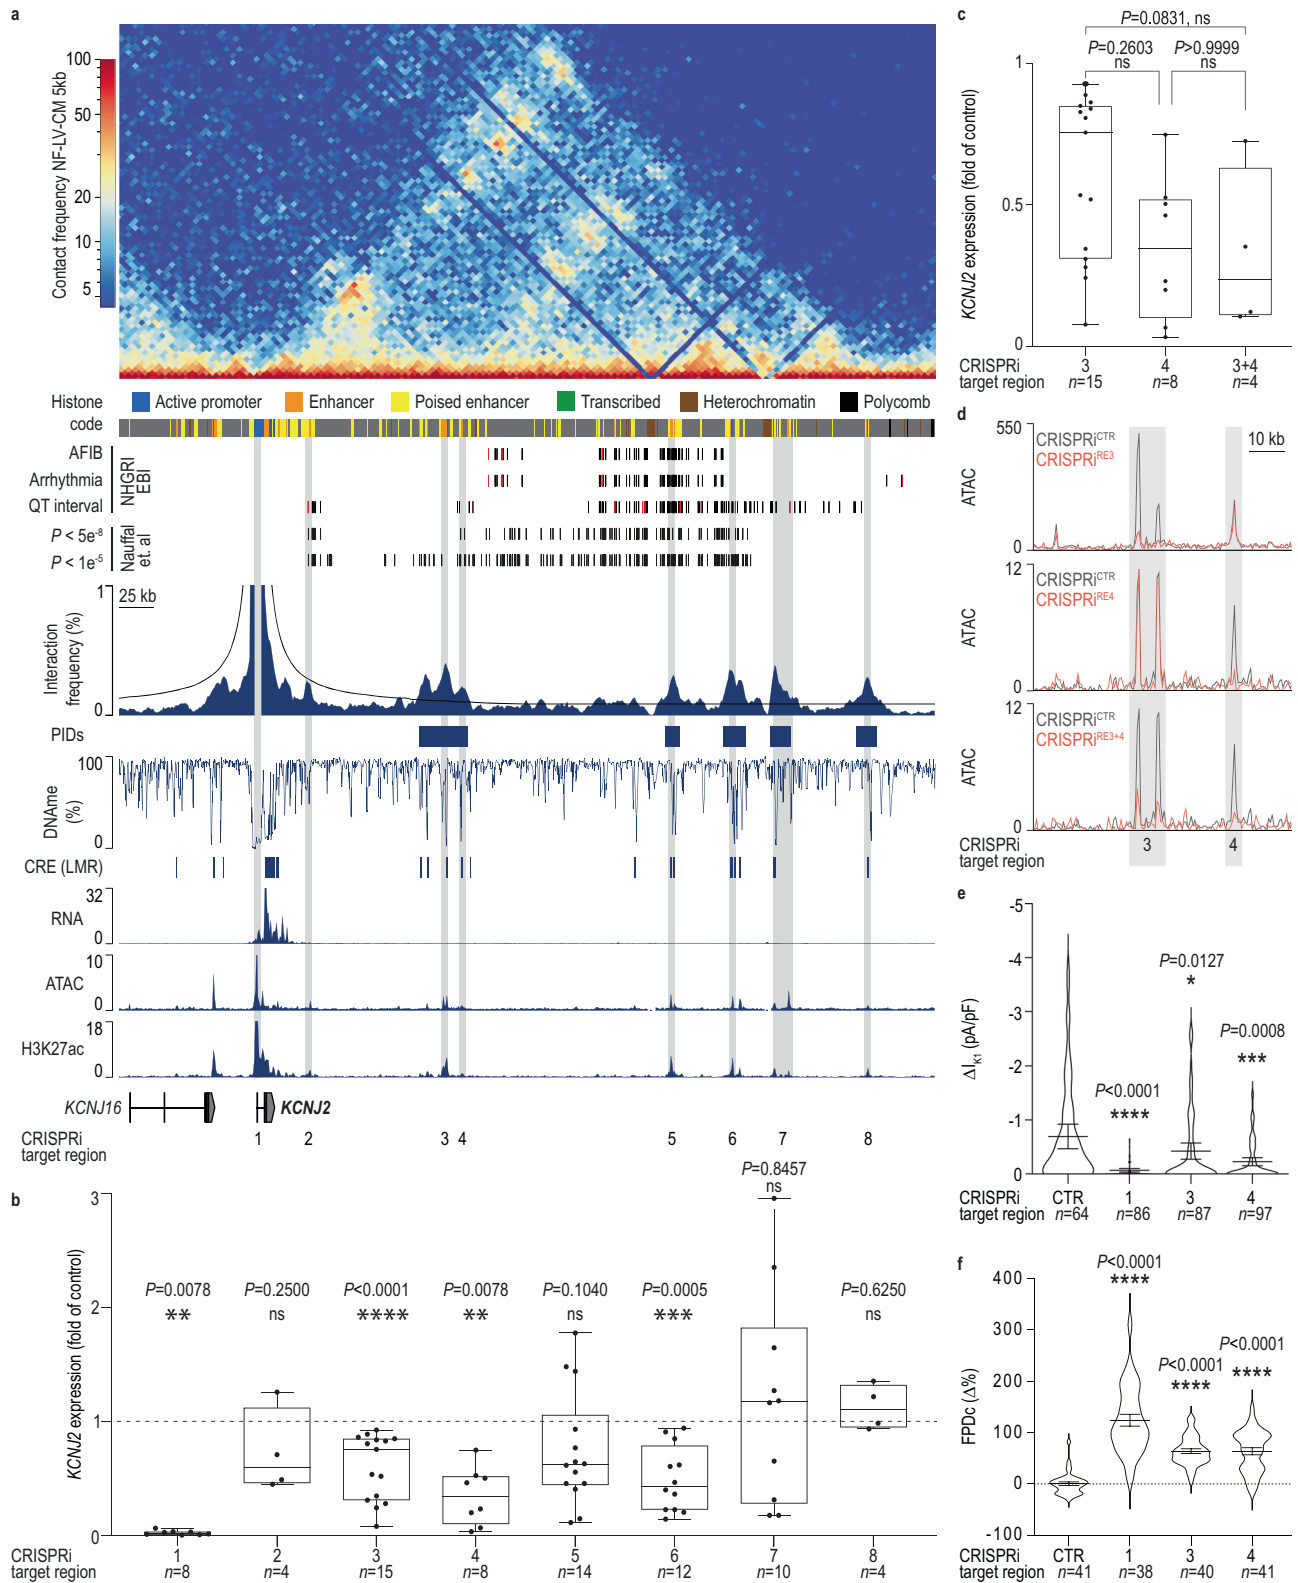 a
Contact frequency NF-LV-CM 5kb
100
50
20
10
5
Histone code
Active promoter
Enhancer
Poised enhancer
Transcribed
Heterochromatin
Polycomb
AFIB
Arrhythmia
QT interval
NHGRI EBI
P < 5e-8
P < 1e-5
Nauffal et. al
25 kb
Interaction frequency (%)
1
0
PIDs
DNAme (%)
100
0
CRE (LMR)
RNA
32
0
ATAC
10
0
H3K27ac
18
0
KCNJ16
KCNJ2
CRISPRi target region
1 2 3 4 5 6 7 8
b
KCNJ2 expression (fold of control)
3
2
1
0
P=0.0078
**
P=0.2500
ns
P<0.0001
****
P=0.0078
**
P=0.1040
ns
P=0.0005
***
P=0.8457
ns
P=0.6250
ns
CRISPRi target region
1 2 3 4 5 6 7 8
n=8 n=4 n=15 n=8 n=14 n=12 n=10 n=4
c
P=0.0831, ns
P=0.2603
ns
P>0.9999
ns
KCNJ2 expression (fold of control)
1
0.5
0
CRISPRi target region
3 4 3+4
n=15 n=8 n=4
d
550
0
ATAC
CRISPRiCTR
CRISPRiRE3
10 kb
12
0
ATAC
CRISPRiCTR
CRISPRiRE4
12
0
ATAC
CRISPRiCTR
CRISPRiRE3+4
CRISPRi target region
3 4
e
ΔIK1 (pA/pF)
-5
-4
-3
-2
-1
0
P<0.0001
****
P=0.0127
*
P=0.0008
***
CRISPRi target region
CTR 1 3 4
n=64 n=86 n=87 n=97
f
FPDc (Δ%)
400
300
200
100
0
-100
P<0.0001
****
P<0.0001
****
P<0.0001
****
CRISPRi target region
CTR 1 3 4
n=41 n=38 n=40 n=41